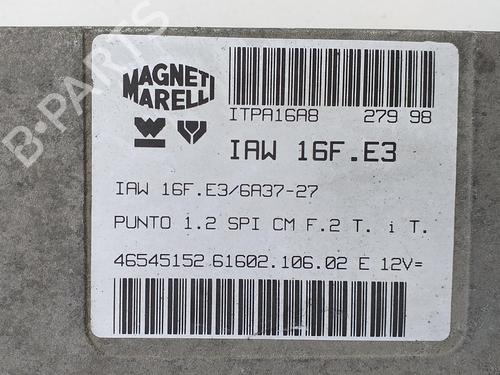 MAGNETI
MARELLI
ITPA16A8 279 98
IAW 16F.E3
IAW 16F.E3/6A37-27
PUNTO 1.2 SPI CM F.2 T. i T.
46545152 61602.106.02 E 12V=
B-PARTS